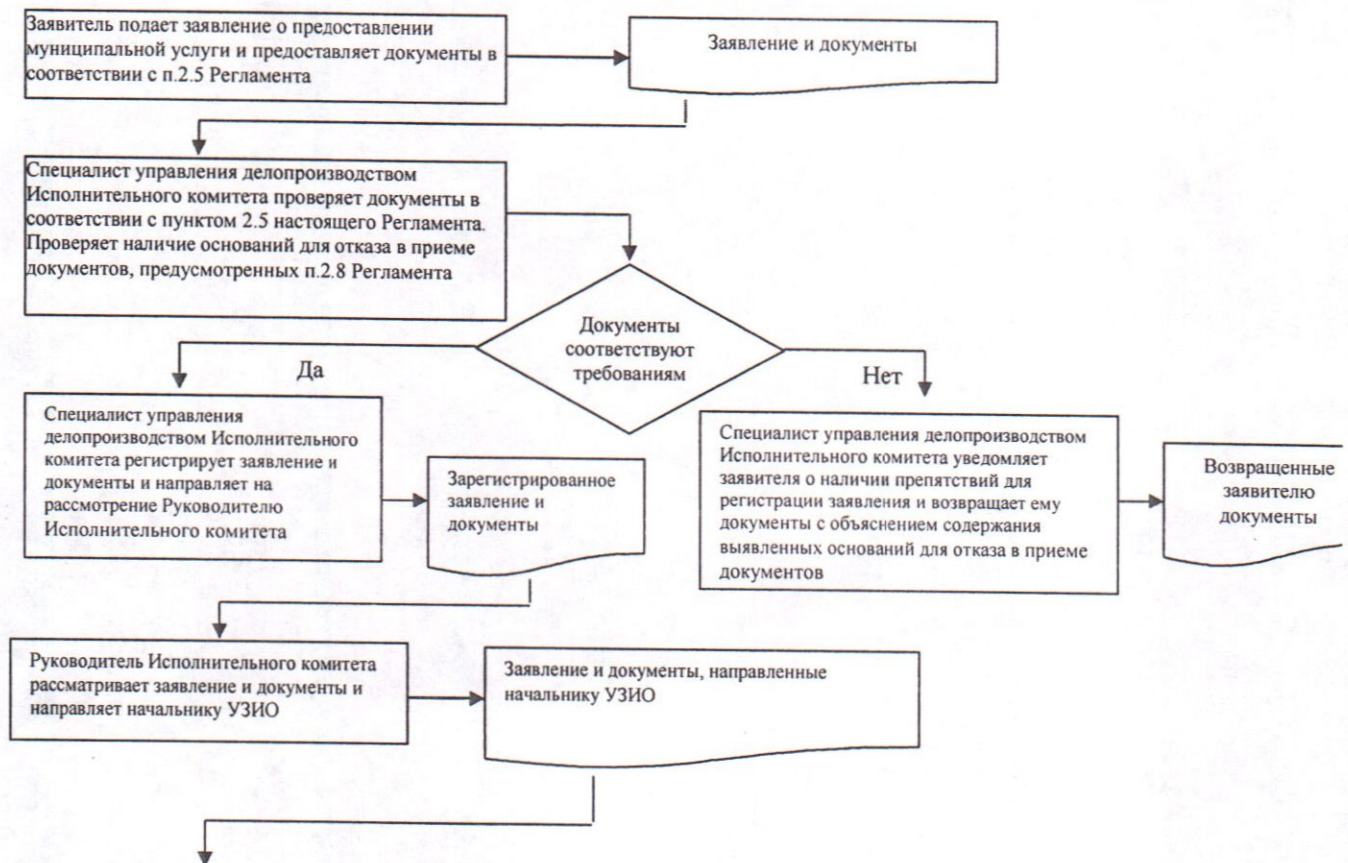 Заявитель подает заявление о предоставлении
муниципальной услуги и предоставляет документы в
соответствии с п.2.5 Регламента
Заявление и документы
Специалист управления делопроизводством
Исполнительного комитета проверяет документы в
соответствии с пунктом 2.5 настоящего Регламента.
Проверяет наличие оснований для отказа в приеме
документов, предусмотренных п.2.8 Регламента
Документы
соответствуют
требованиям
Да
Нет
Специалист управления
делопроизводством Исполнительного
комитета регистрирует заявление и
документы и направляет на
рассмотрение Руководителю
Исполнительного комитета
Зарегистрированное
заявление и
документы
Специалист управления делопроизводством
Исполнительного комитета уведомляет
заявителя о наличии препятствий для
регистрации заявления и возвращает ему
документы с объяснением содержания
выявленных оснований для отказа в приеме
документов
Возвращенные
заявителю
документы
Руководитель Исполнительного комитета
рассматривает заявление и документы и
направляет начальнику УЗИО
Заявление и документы, направленные
начальнику УЗИО